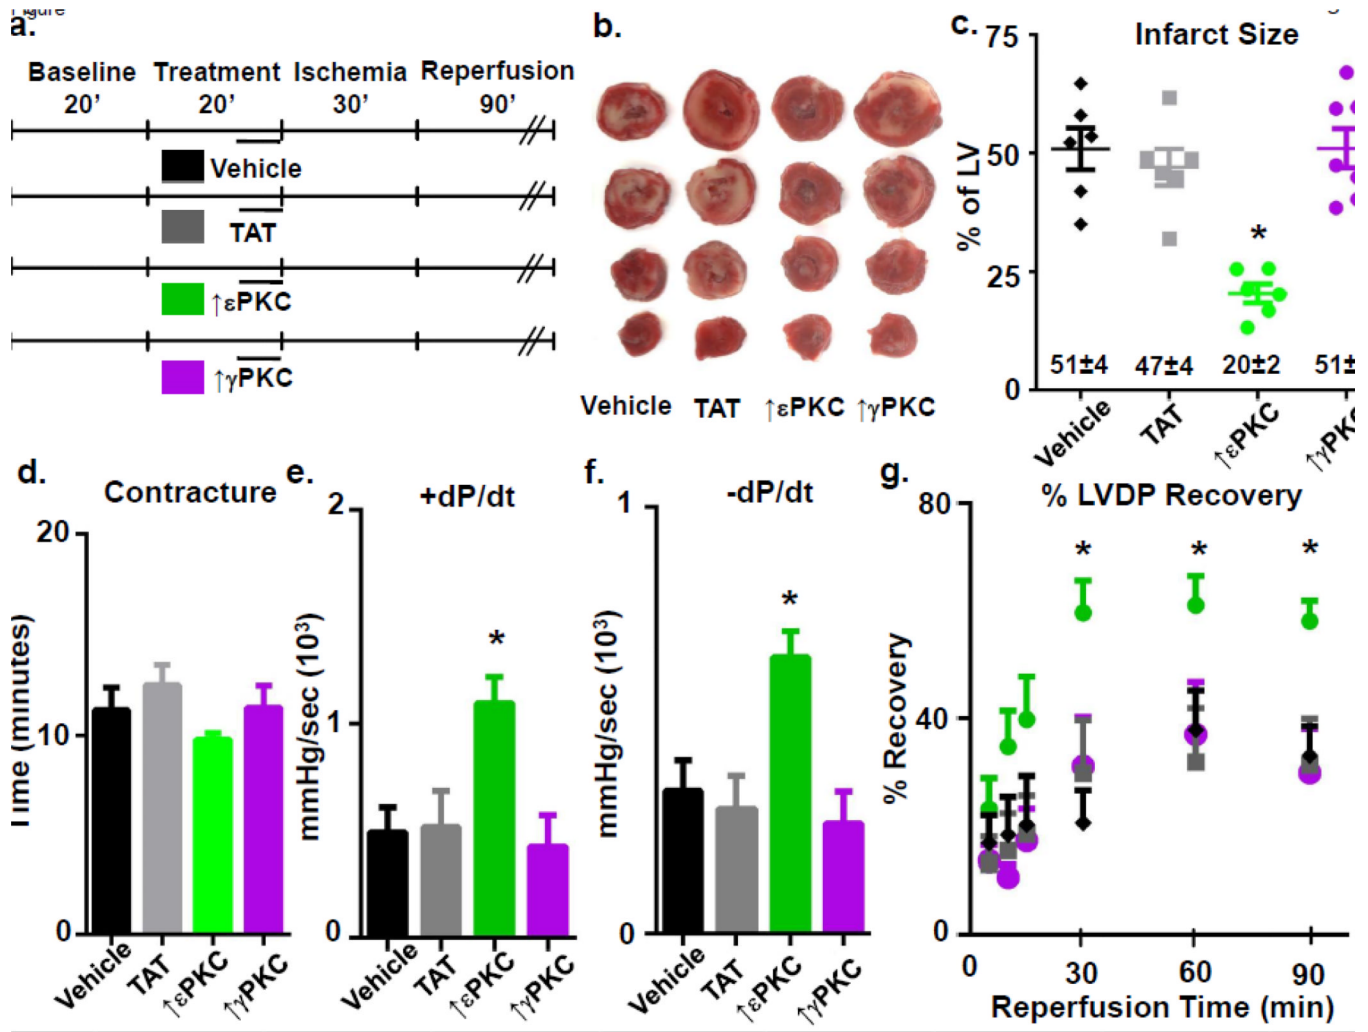 a.
Baseline Treatment Ischemia Reperfusion
20' 20' 30' 90'
Vehicle
TAT
↑εPKC
↑γPKC
b.
Vehicle TAT ↑εPKC ↑γPKC
c.
Infarct Size
% of LV
75
50
25
0
*
51±4 47±4 20±2 51±
Vehicle TAT ↑εPKC ↑γPKC
d.
Contracture
Time (minutes)
20
10
0
Vehicle TAT ↑εPKC ↑γPKC
e.
+dP/dt
mmHg/sec (10³)
2
1
0
*
Vehicle TAT ↑εPKC ↑γPKC
f.
-dP/dt
mmHg/sec (10³)
1
0
*
Vehicle TAT ↑εPKC ↑γPKC
g.
% LVDP Recovery
% Recovery
80
40
0
* * *
0 30 60 90
Reperfusion Time (min)